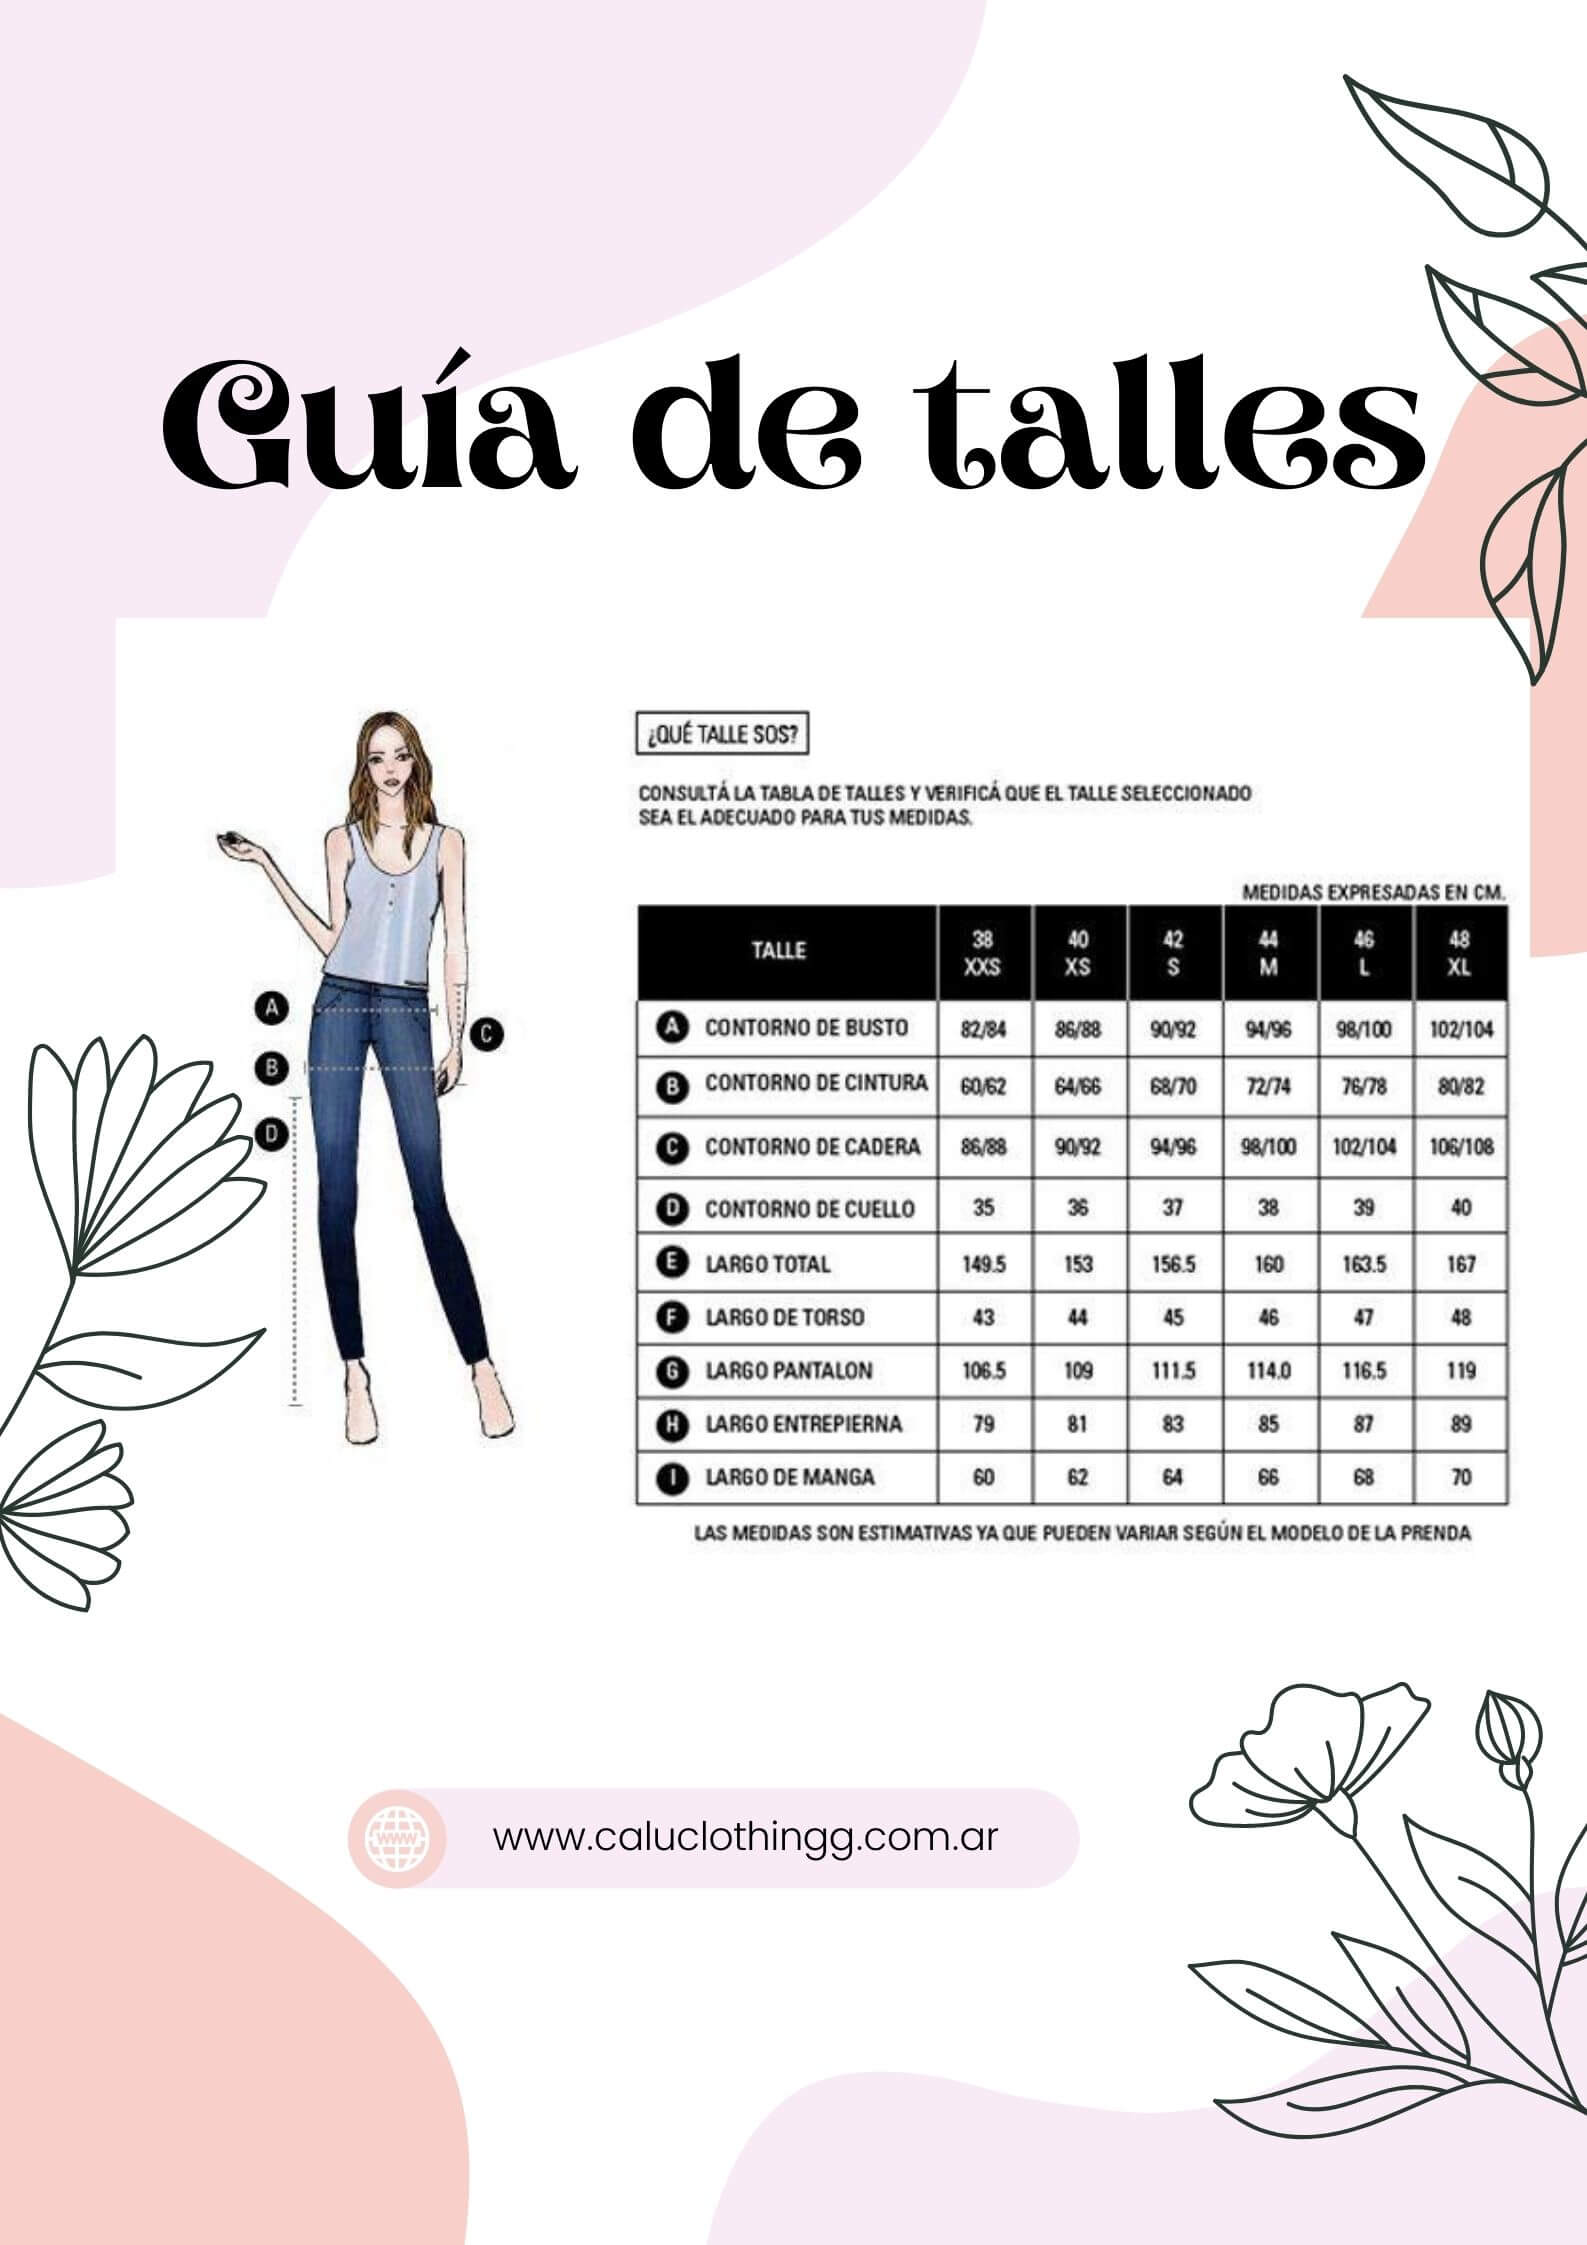 Guía de talles
¿QUÉ TALLE SOS?
CONSULTÁ LA TABLA DE TALLES Y VERIFICÁ QUE EL TALLE SELECCIONADO
SEA EL ADECUADO PARA TUS MEDIDAS.
MEDIDAS EXPRESADAS EN CM.
TALLE 38 XXS 40 XS 42 S 44 M 46 L 48 XL
A CONTORNO DE BUSTO 82/84 86/88 90/92 94/96 98/100 102/104
B CONTORNO DE CINTURA 60/62 64/66 68/70 72/74 76/78 80/82
C CONTORNO DE CADERA 86/88 90/92 94/96 98/100 102/104 106/108
D CONTORNO DE CUELLO 35 36 37 38 39 40
E LARGO TOTAL 149.5 153 156.5 160 163.5 167
F LARGO DE TORSO 43 44 45 46 47 48
G LARGO PANTALON 106.5 109 111.5 114.0 116.5 119
H LARGO ENTREPIERNA 79 81 83 85 87 89
I LARGO DE MANGA 60 62 64 66 68 70
LAS MEDIDAS SON ESTIMATIVAS YA QUE PUEDEN VARIAR SEGÚN EL MODELO DE LA PRENDA
A
C
B
D
www
www.caluclothingg.com.ar